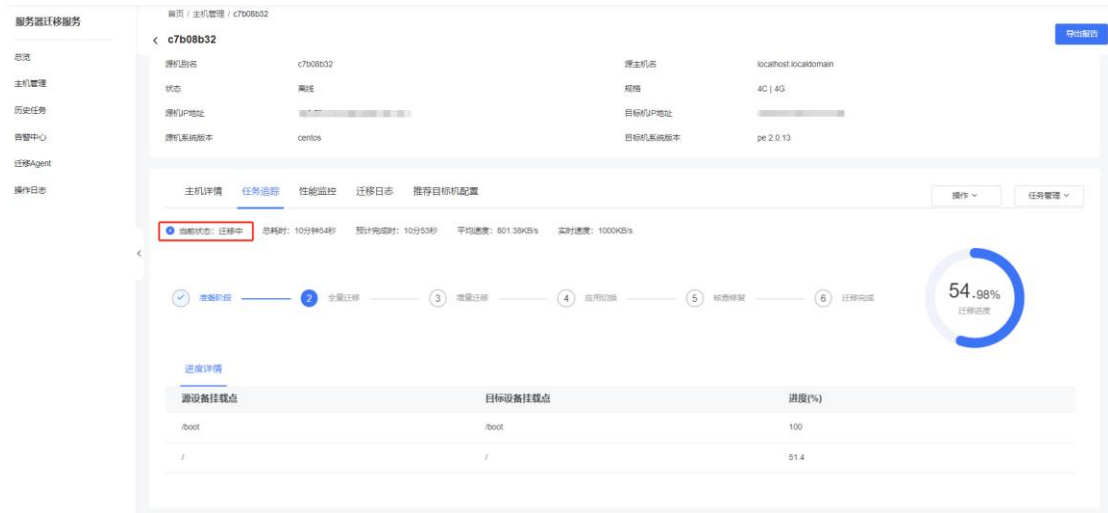 服务器迁移服务
总览
主机管理
历史任务
告警中心
迁移Agent
操作日志
首页 / 主机管理 / c7b08b32
c7b08b32
导出报告
源机别名 c7b08b32 源主机名 localhost.localdomain
状态 离线 规格 4C | 4G
源机IP地址 目标机IP地址
源机系统版本 centos 目标机系统版本 pe 2.0.13
主机详情 任务追踪 性能监控 迁移日志 推荐目标机配置 操作 任务管理
当前状态：迁移中 总耗时：10分钟54秒 预计完成时：10分53秒 平均速度：801.38KB/s 实时速度：1000KB/s
准备阶段 2 全量迁移 3 增量迁移 4 应用切换 5 核查修复 6 迁移完成
54.98%
迁移进度
进度详情
源设备挂载点 目标设备挂载点 进度(%)
/boot /boot 100
/ / 51.4